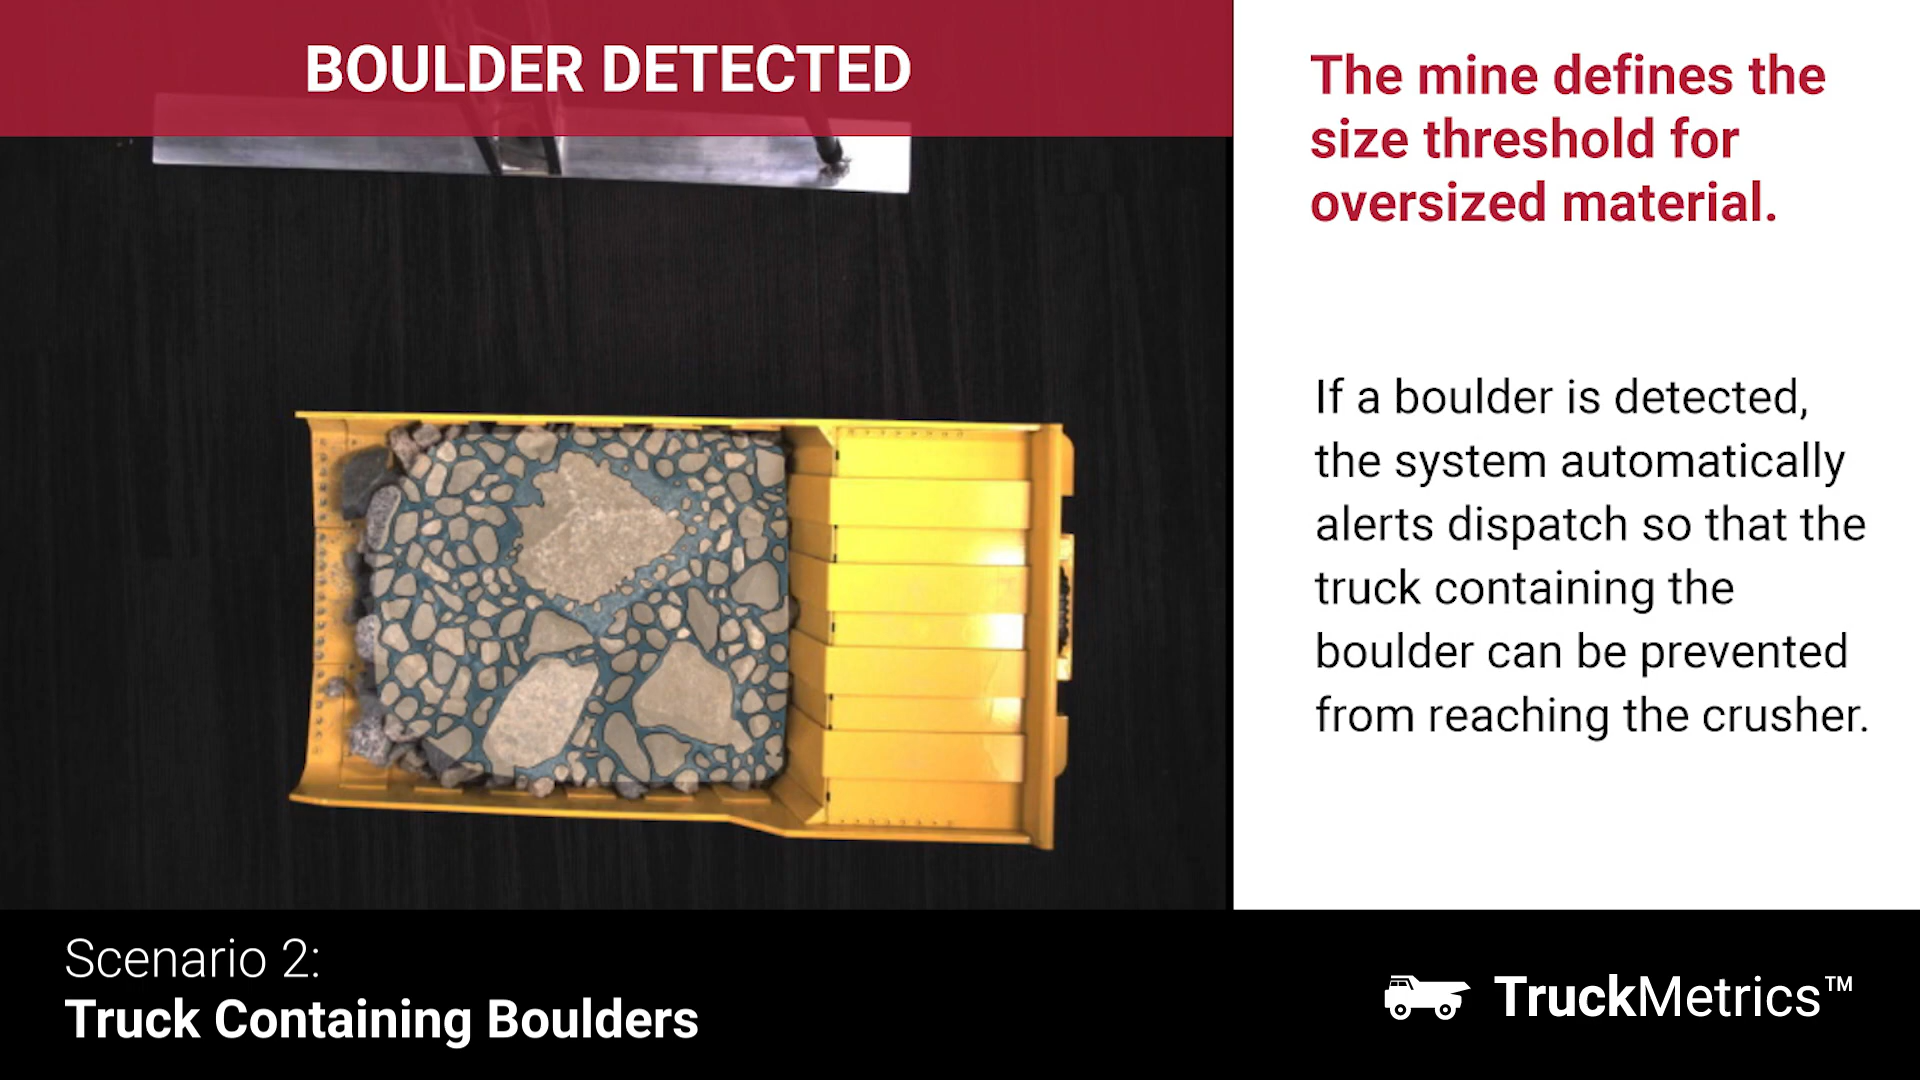 BOULDER DETECTED
The mine defines the
size threshold for
oversized material.
If a boulder is detected,
the system automatically
alerts dispatch so that the
truck containing the
boulder can be prevented
from reaching the crusher.
Scenario 2:
Truck Containing Boulders
TruckMetrics™